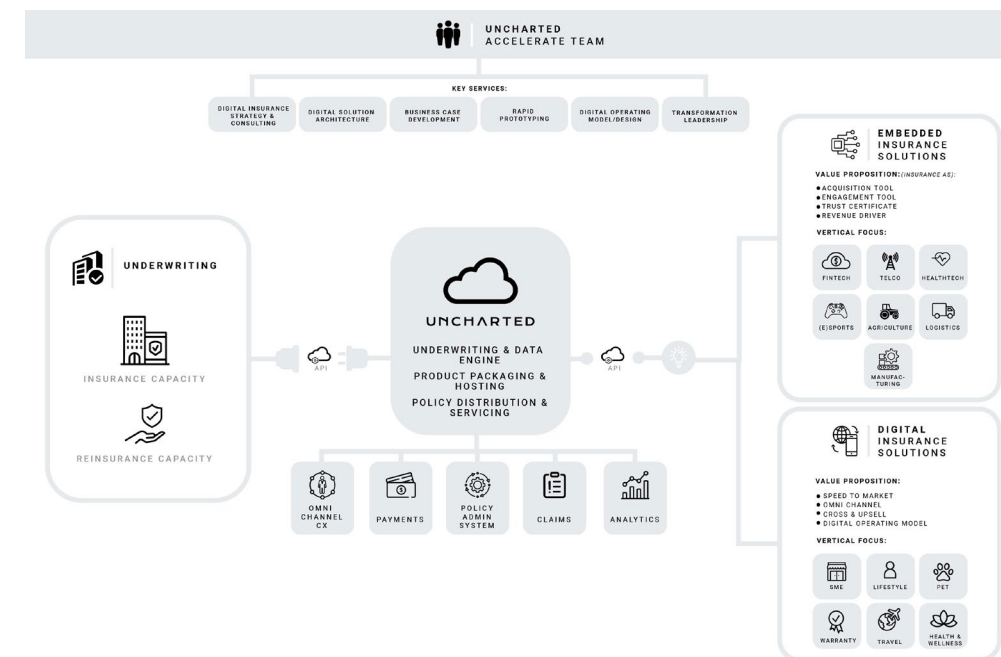 UNCHARTED
ACCELERATE TEAM
KEY SERVICES:
DIGITAL INSURANCE
STRATEGY &
CONSULTING
DIGITAL SOLUTION
ARCHITECTURE
BUSINESS CASE
DEVELOPMENT
RAPID
PROTOTYPING
DIGITAL OPERATING
MODEL/DESIGN
TRANSFORMATION
LEADERSHIP
UNDERWRITING
INSURANCE CAPACITY
REINSURANCE CAPACITY
API
UNCHARTED
UNDERWRITING & DATA
ENGINE
PRODUCT PACKAGING &
HOSTING
POLICY DISTRIBUTION &
SERVICING
API
OMNI
CHANNEL
CX
PAYMENTS
POLICY
ADMIN
SYSTEM
CLAIMS
ANALYTICS
EMBEDDED
INSURANCE
SOLUTIONS
VALUE PROPOSITION:(INSURANCE AS):
● ACQUISITION TOOL
● ENGAGEMENT TOOL
● TRUST CERTIFICATE
● REVENUE DRIVER
VERTICAL FOCUS:
FINTECH
TELCO
HEALTHTECH
(E)SPORTS
AGRICULTURE
LOGISTICS
MANUFAC-
TURING
DIGITAL
INSURANCE
SOLUTIONS
VALUE PROPOSITION:
● SPEED TO MARKET
● OMNI CHANNEL
● CROSS & UPSELL
● DIGITAL OPERATING MODEL
VERTICAL FOCUS:
SME
LIFESTYLE
PET
WARRANTY
TRAVEL
HEALTH &
WELLNESS